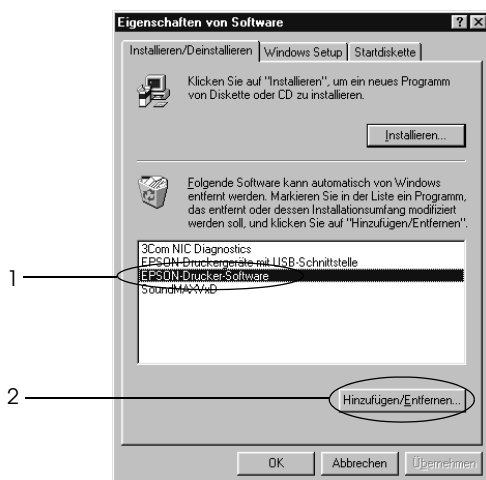 Eigenschaften von Software
? X
Installieren/Deinstallieren Windows Setup Startdiskette
Klicken Sie auf "Installieren", um ein neues Programm
von Diskette oder CD zu installieren.
Installieren...
Folgende Software kann automatisch von Windows
entfernt werden. Markieren Sie in der Liste ein Programm,
das entfernt oder dessen Installationsumfang modifiziert
werden soll, und klicken Sie auf "Hinzufügen/Entfernen".
3Com NIC Diagnostics
EPSON-Druckergeräte mit USB-Schnittstelle
1 EPSON-Drucker-Software
SoundMAXVxD
2 Hinzufügen/Entfernen...
OK Abbrechen Übernehmen